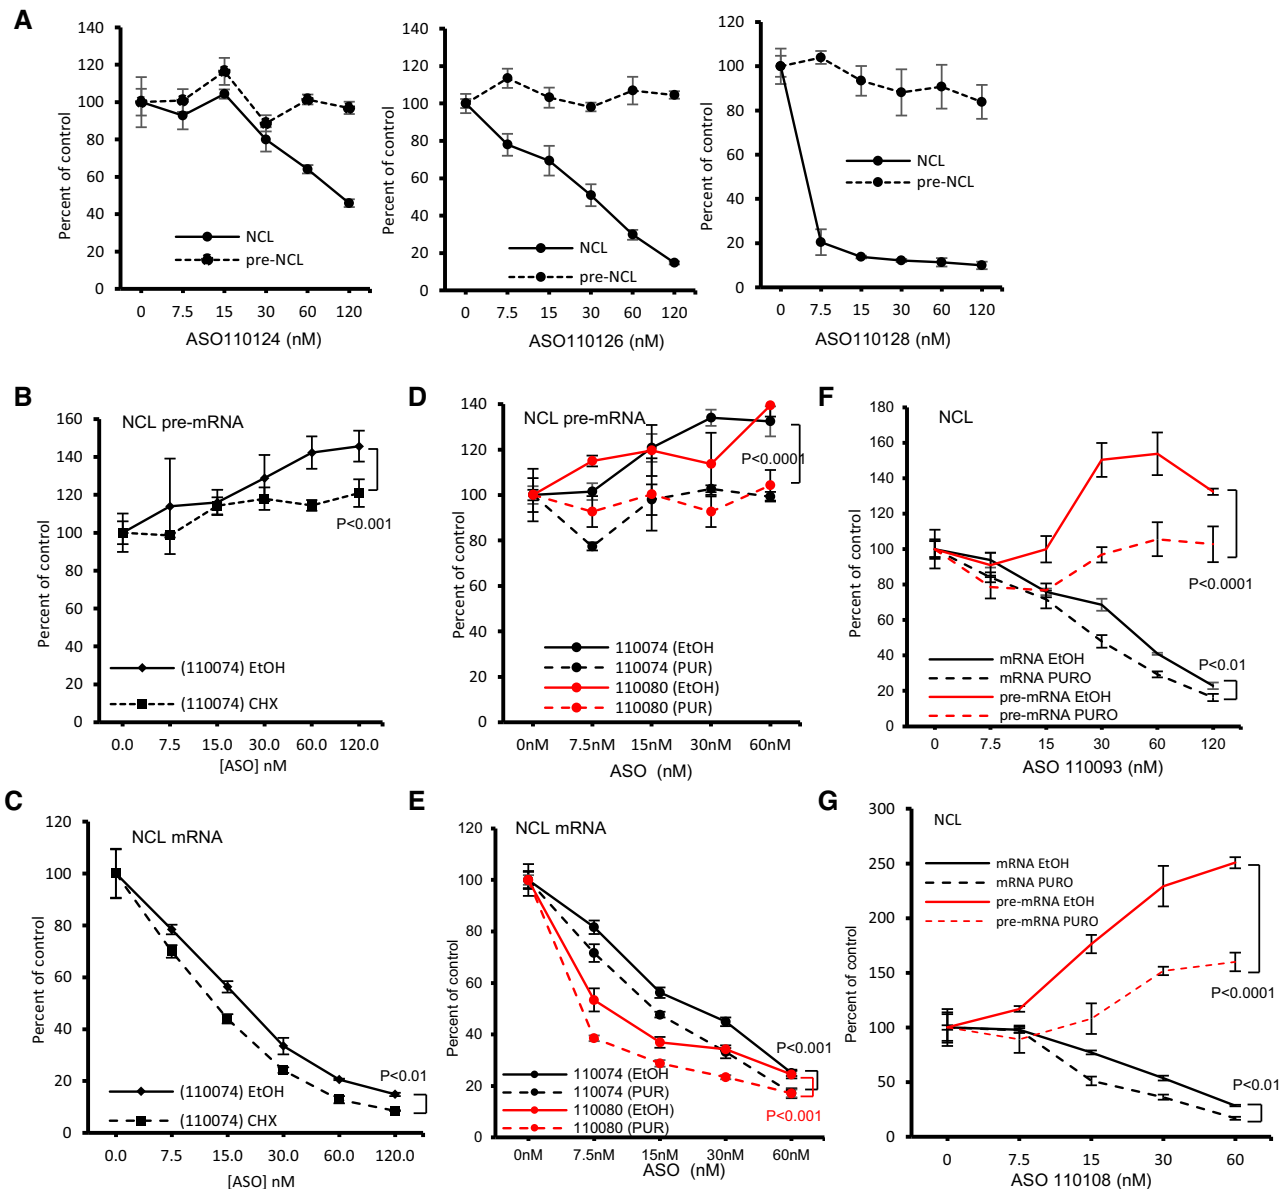 A
140
120
100
80
60
40
20
0
Percent of control
NCL
pre-NCL
0 7.5 15 30 60 120
ASO110124 (nM)
140
120
100
80
60
40
20
0
Percent of control
NCL
pre-NCL
0 7.5 15 30 60 120
ASO110126 (nM)
120
100
80
60
40
20
0
Percent of control
NCL
pre-NCL
0 7.5 15 30 60 120
ASO110128 (nM)
B
NCL pre-mRNA
160
140
120
100
80
60
40
20
0
Percent of control
P<0.001
(110074) EtOH
(110074) CHX
0.0 7.5 15.0 30.0 60.0 120.0
[ASO] nM
D
NCL pre-mRNA
140
120
100
80
60
40
20
0
Percent of control
P<0.0001
110074 (EtOH
110074 (PUR)
110080 (EtOH)
110080 (PUR)
0nM 7.5nM 15nM 30nM 60nM
ASO (nM)
F
NCL
180
160
140
120
100
80
60
40
20
0
Percent of control
P<0.0001
P<0.01
mRNA EtOH
mRNA PURO
pre-mRNA EtOH
pre-mRNA PURO
0 7.5 15 30 60 120
ASO 110093 (nM)
C
NCL mRNA
120
100
80
60
40
20
0
Percent of control
P<0.01
(110074) EtOH
(110074) CHX
0.0 7.5 15.0 30.0 60.0 120.0
[ASO] nM
E
NCL mRNA
120
100
80
60
40
20
0
Percent of control
P<0.001
110074 (EtOH
110074 (PUR)
110080 (EtOH)
110080 (PUR)
P<0.001
0nM 7.5nM 15nM 30nM 60nM
ASO (nM)
G
NCL
300
250
200
150
100
50
0
Percent of control
mRNA EtOH
mRNA PURO
pre-mRNA EtOH
pre-mRNA PURO
P<0.0001
P<0.01
0 7.5 15 30 60
ASO 110108 (nM)